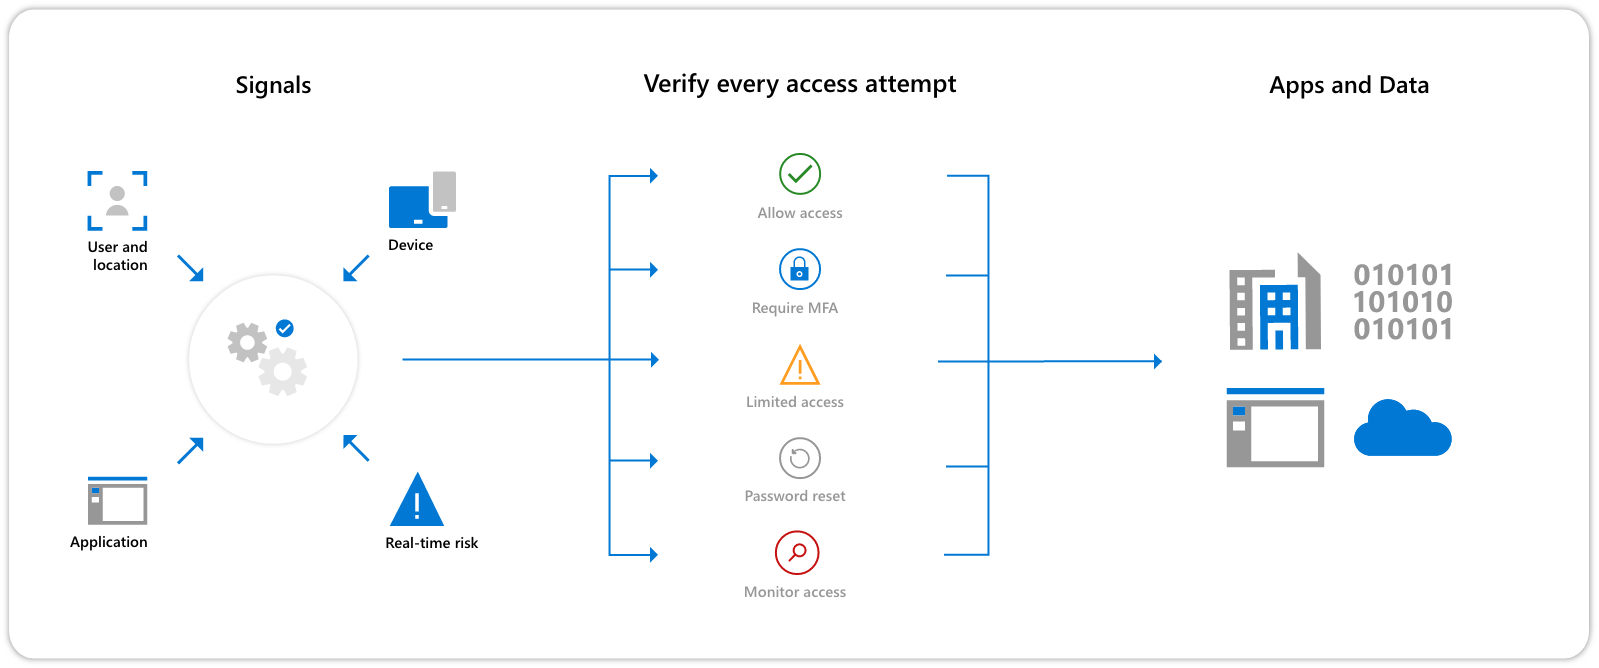 Signals
Verify every access attempt
Apps and Data
User and
location
Device
Application
Real-time risk
Allow access
Require MFA
Limited access
Password reset
Monitor access
010101
101010
010101